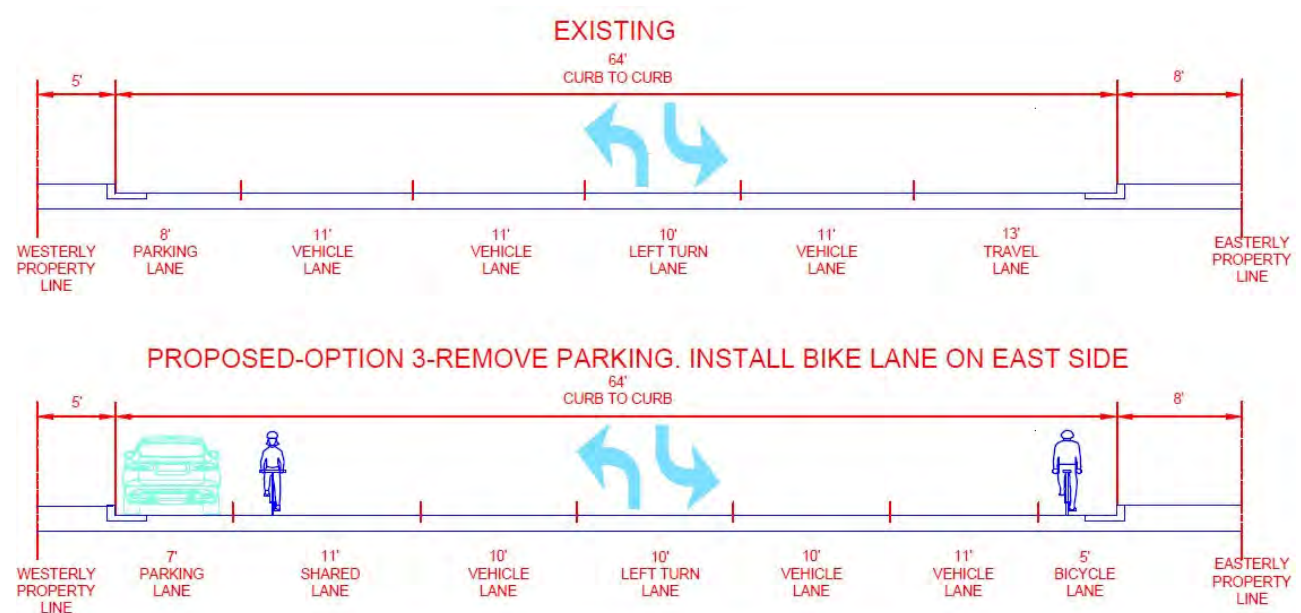 EXISTING
64'
CURB TO CURB
5'
8'
WESTERLY
PROPERTY
LINE
8'
PARKING
LANE
11'
VEHICLE
LANE
11'
VEHICLE
LANE
10'
LEFT TURN
LANE
11'
VEHICLE
LANE
13'
TRAVEL
LANE
EASTERLY
PROPERTY
LINE
PROPOSED-OPTION 3-REMOVE PARKING. INSTALL BIKE LANE ON EAST SIDE
64'
CURB TO CURB
5'
8'
WESTERLY
PROPERTY
LINE
7'
PARKING
LANE
11'
SHARED
LANE
10'
VEHICLE
LANE
10'
LEFT TURN
LANE
10'
VEHICLE
LANE
11'
VEHICLE
LANE
5'
BICYCLE
LANE
EASTERLY
PROPERTY
LINE